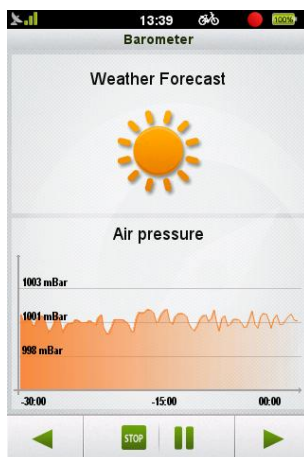 13:39 100%
Barometer
Weather Forecast
Air pressure
1003 mBar
1001 mBar
998 mBar
-30:00 -15:00 00:00
STOP